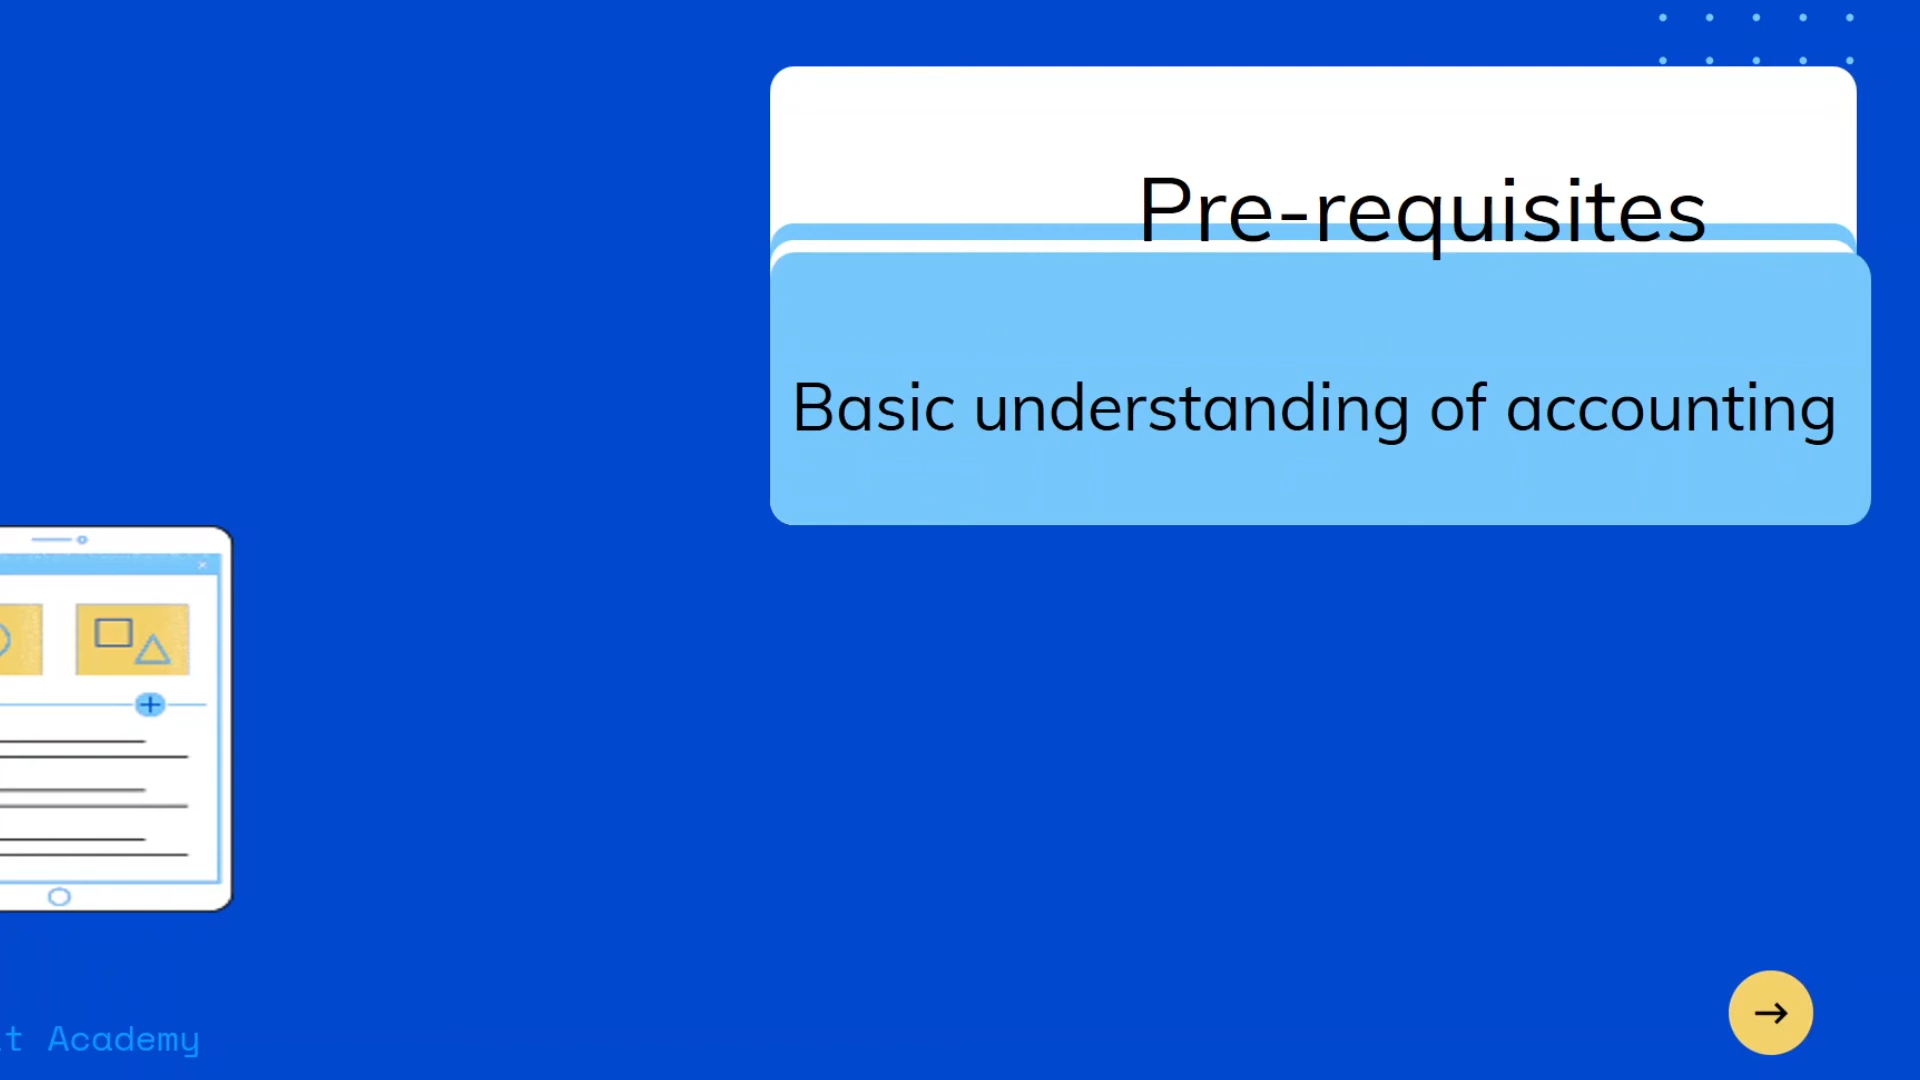 Pre-requisites
Basic understanding of accounting
Academy